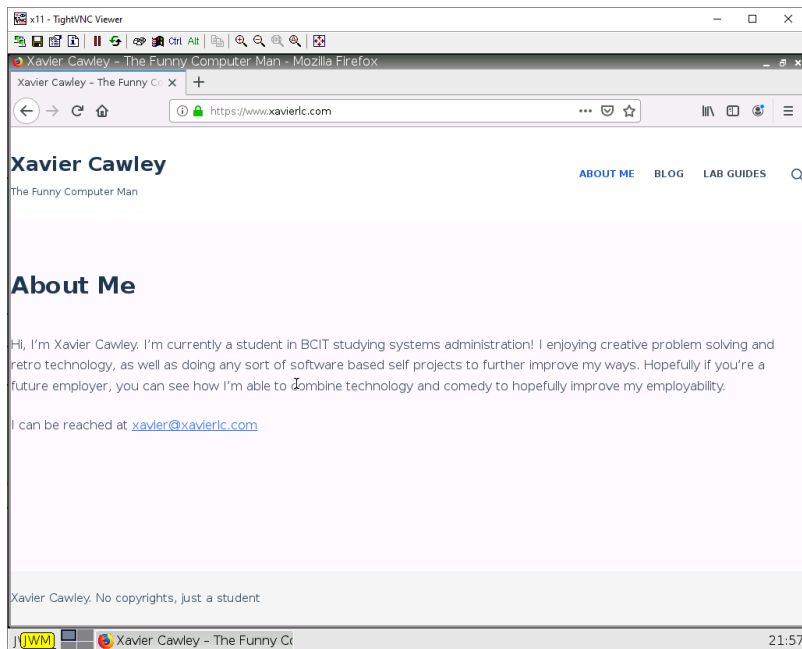 x11 - TightVNC Viewer
Ctrl Alt
Xavier Cawley – The Funny Computer Man - Mozilla Firefox
Xavier Cawley – The Funny Co
https://www.xavierlc.com
Xavier Cawley
The Funny Computer Man
ABOUT ME BLOG LAB GUIDES
About Me
Hi, I’m Xavier Cawley. I’m currently a student in BCIT studying systems administration! I enjoying creative problem solving and
retro technology, as well as doing any sort of software based self projects to further improve my ways. Hopefully if you’re a
future employer, you can see how I’m able to combine technology and comedy to hopefully improve my employability.
I can be reached at xavier@xavierlc.com
Xavier Cawley. No copyrights, just a student
JWM Xavier Cawley – The Funny Co 21:57